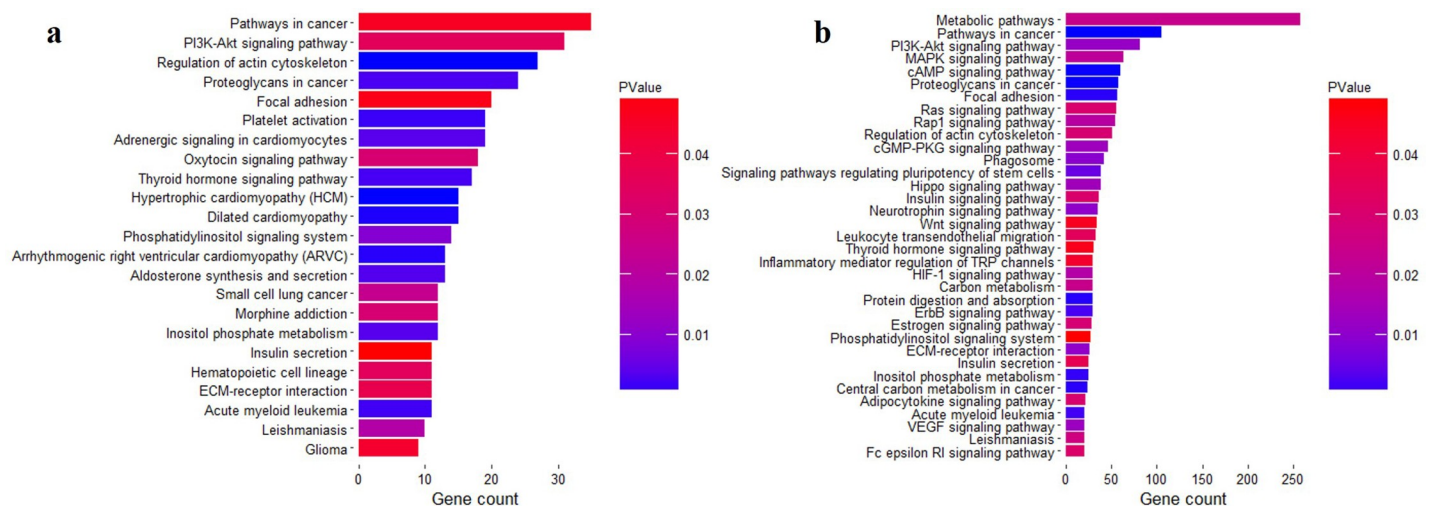 a
Pathways in cancer
PI3K-Akt signaling pathway
Regulation of actin cytoskeleton
Proteoglycans in cancer
Focal adhesion
Platelet activation
Adrenergic signaling in cardiomyocytes
Oxytocin signaling pathway
Thyroid hormone signaling pathway
Hypertrophic cardiomyopathy (HCM)
Dilated cardiomyopathy
Phosphatidylinositol signaling system
Arrhythmogenic right ventricular cardiomyopathy (ARVC)
Aldosterone synthesis and secretion
Small cell lung cancer
Morphine addiction
Inositol phosphate metabolism
Insulin secretion
Hematopoietic cell lineage
ECM-receptor interaction
Acute myeloid leukemia
Leishmaniasis
Glioma
0 10 20 30
Gene count
PValue
0.04
0.03
0.02
0.01
b
Metabolic pathways
Pathways in cancer
PI3K-Akt signaling pathway
MAPK signaling pathway
cAMP signaling pathway
Proteoglycans in cancer
Focal adhesion
Ras signaling pathway
Rap1 signaling pathway
Regulation of actin cytoskeleton
cGMP-PKG signaling pathway
Phagosome
Signaling pathways regulating pluripotency of stem cells
Hippo signaling pathway
Insulin signaling pathway
Neurotrophin signaling pathway
Wnt signaling pathway
Leukocyte transendothelial migration
Thyroid hormone signaling pathway
Inflammatory mediator regulation of TRP channels
HIF-1 signaling pathway
Carbon metabolism
Protein digestion and absorption
ErbB signaling pathway
Estrogen signaling pathway
Phosphatidylinositol signaling system
ECM-receptor interaction
Insulin secretion
Inositol phosphate metabolism
Central carbon metabolism in cancer
Adipocytokine signaling pathway
Acute myeloid leukemia
VEGF signaling pathway
Leishmaniasis
Fc epsilon RI signaling pathway
0 50 100 150 200 250
Gene count
PValue
0.04
0.03
0.02
0.01